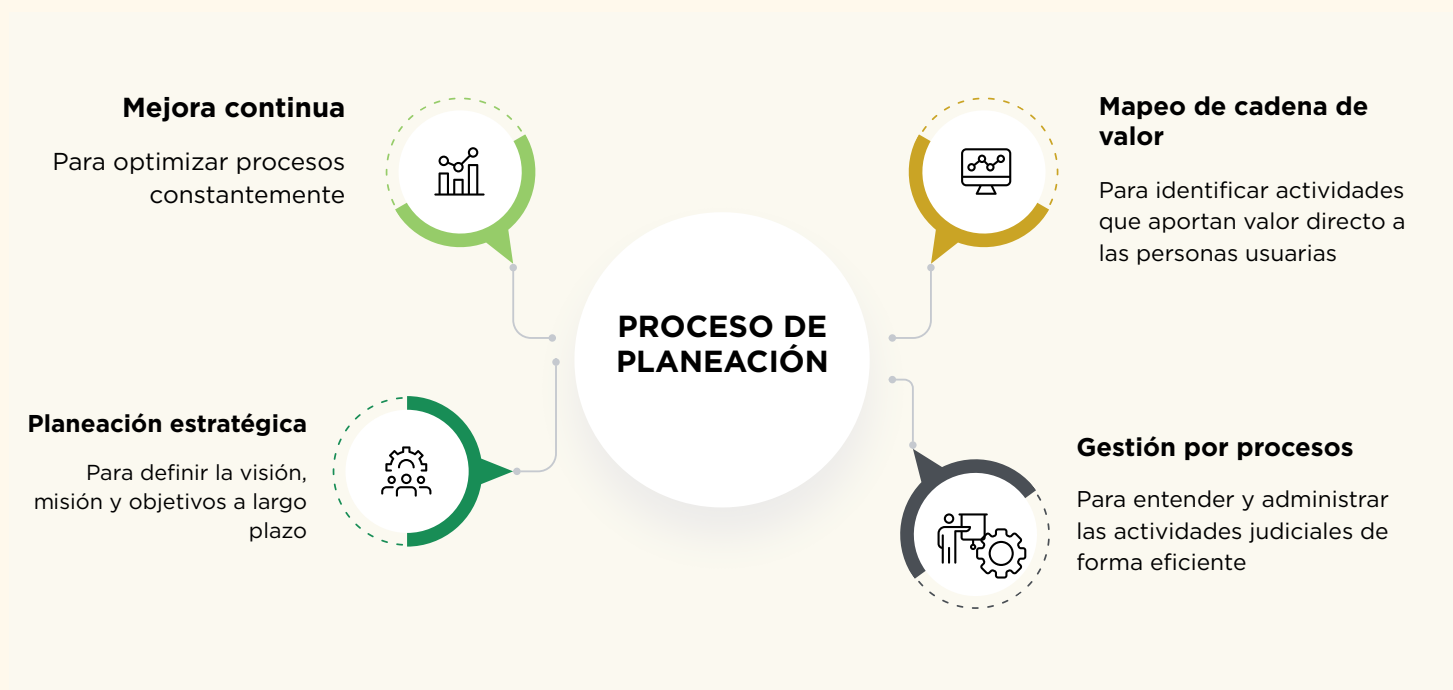 Mejora continua
Para optimizar procesos
constantemente
Mapeo de cadena de
valor
Para identificar actividades
que aportan valor directo a
las personas usuarias
PROCESO DE
PLANEACIÓN
Planeación estratégica
Para definir la visión,
misión y objetivos a largo
plazo
Gestión por procesos
Para entender y administrar
las actividades judiciales de
forma eficiente